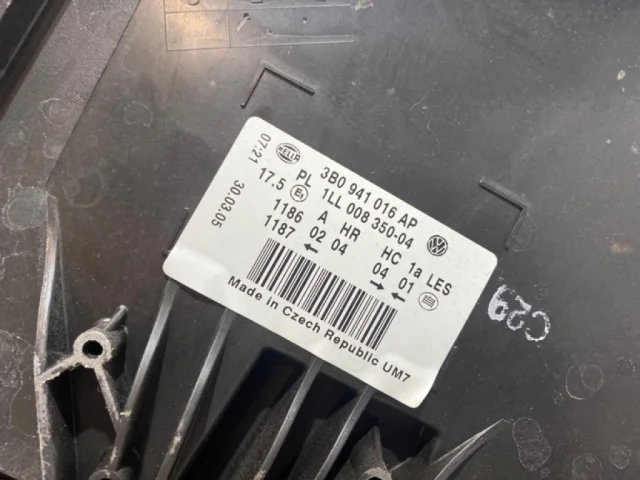 07:21
30.03.05
HELLA
3B0 941 016 AP
PL 1LL 008 350-04
17.5 E1
1186 A HR HC 1a LES
1187 02 04 04 01
Made in Czech Republic UM7
C29